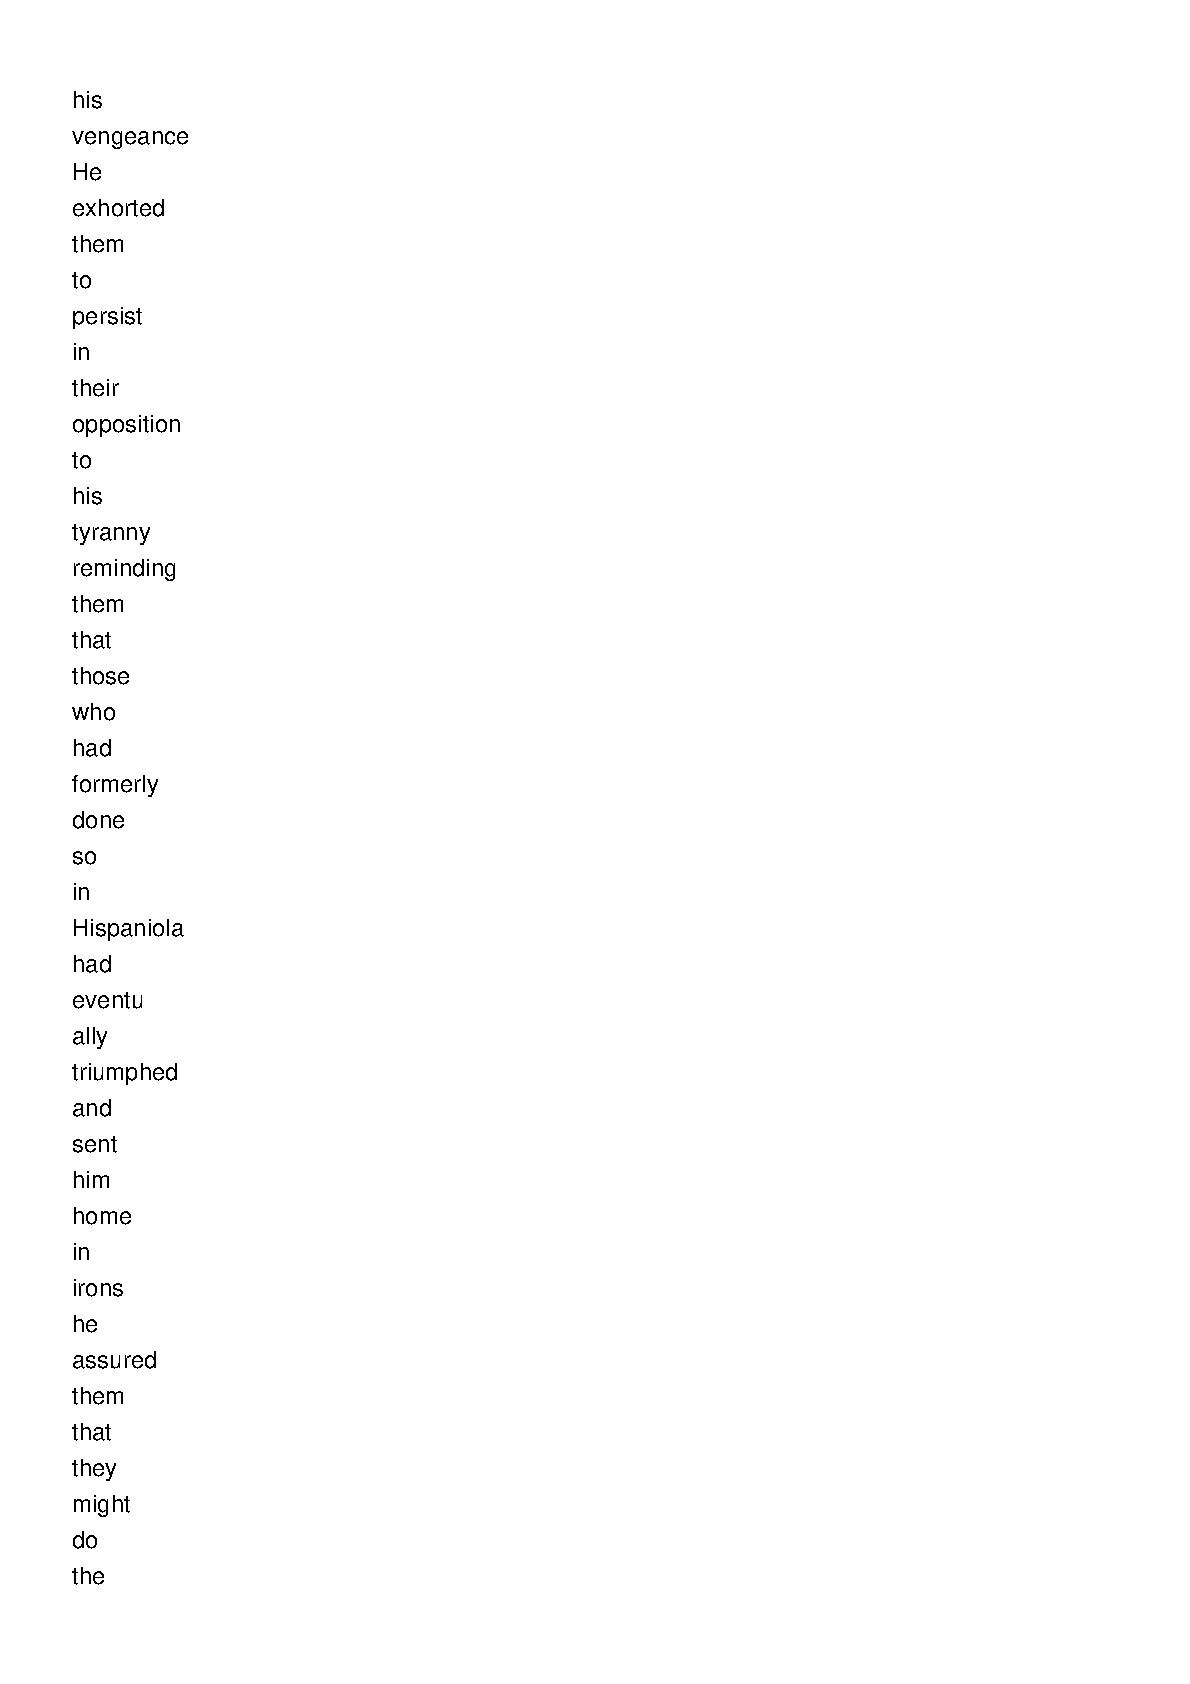 his
vengeance
He
exhorted
them
to
persist
in
their
opposition
to
his
tyranny
reminding
them
that
those
who
had
formerly
done
so
in
Hispaniola
had
eventu
ally
triumphed
and
sent
him
home
in
irons
he
assured
them
that
they
might
do
the